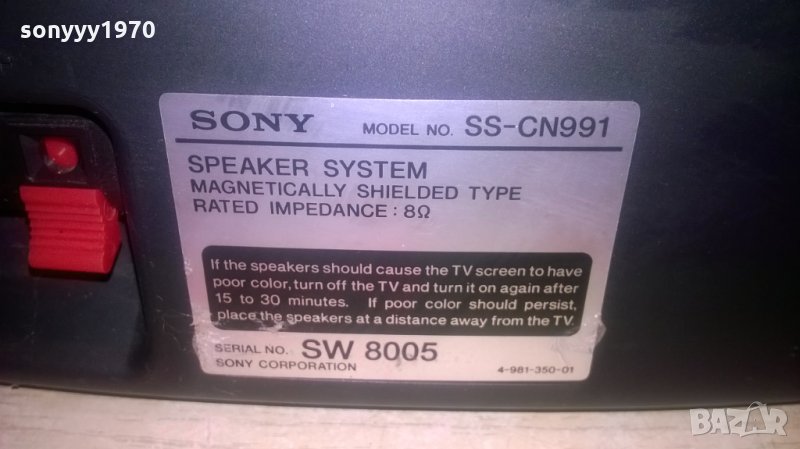 sonyyy1970
SONY MODEL NO. SS-CN991
SPEAKER SYSTEM
MAGNETICALLY SHIELDED TYPE
RATED IMPEDANCE : 8Ω
If the speakers should cause the TV screen to have
poor color, turn off the TV and turn it on again after
15 to 30 minutes. If poor color should persist,
place the speakers at a distance away from the TV.
SERIAL NO. SW 8005
SONY CORPORATION 4-981-350-01
BAZAR